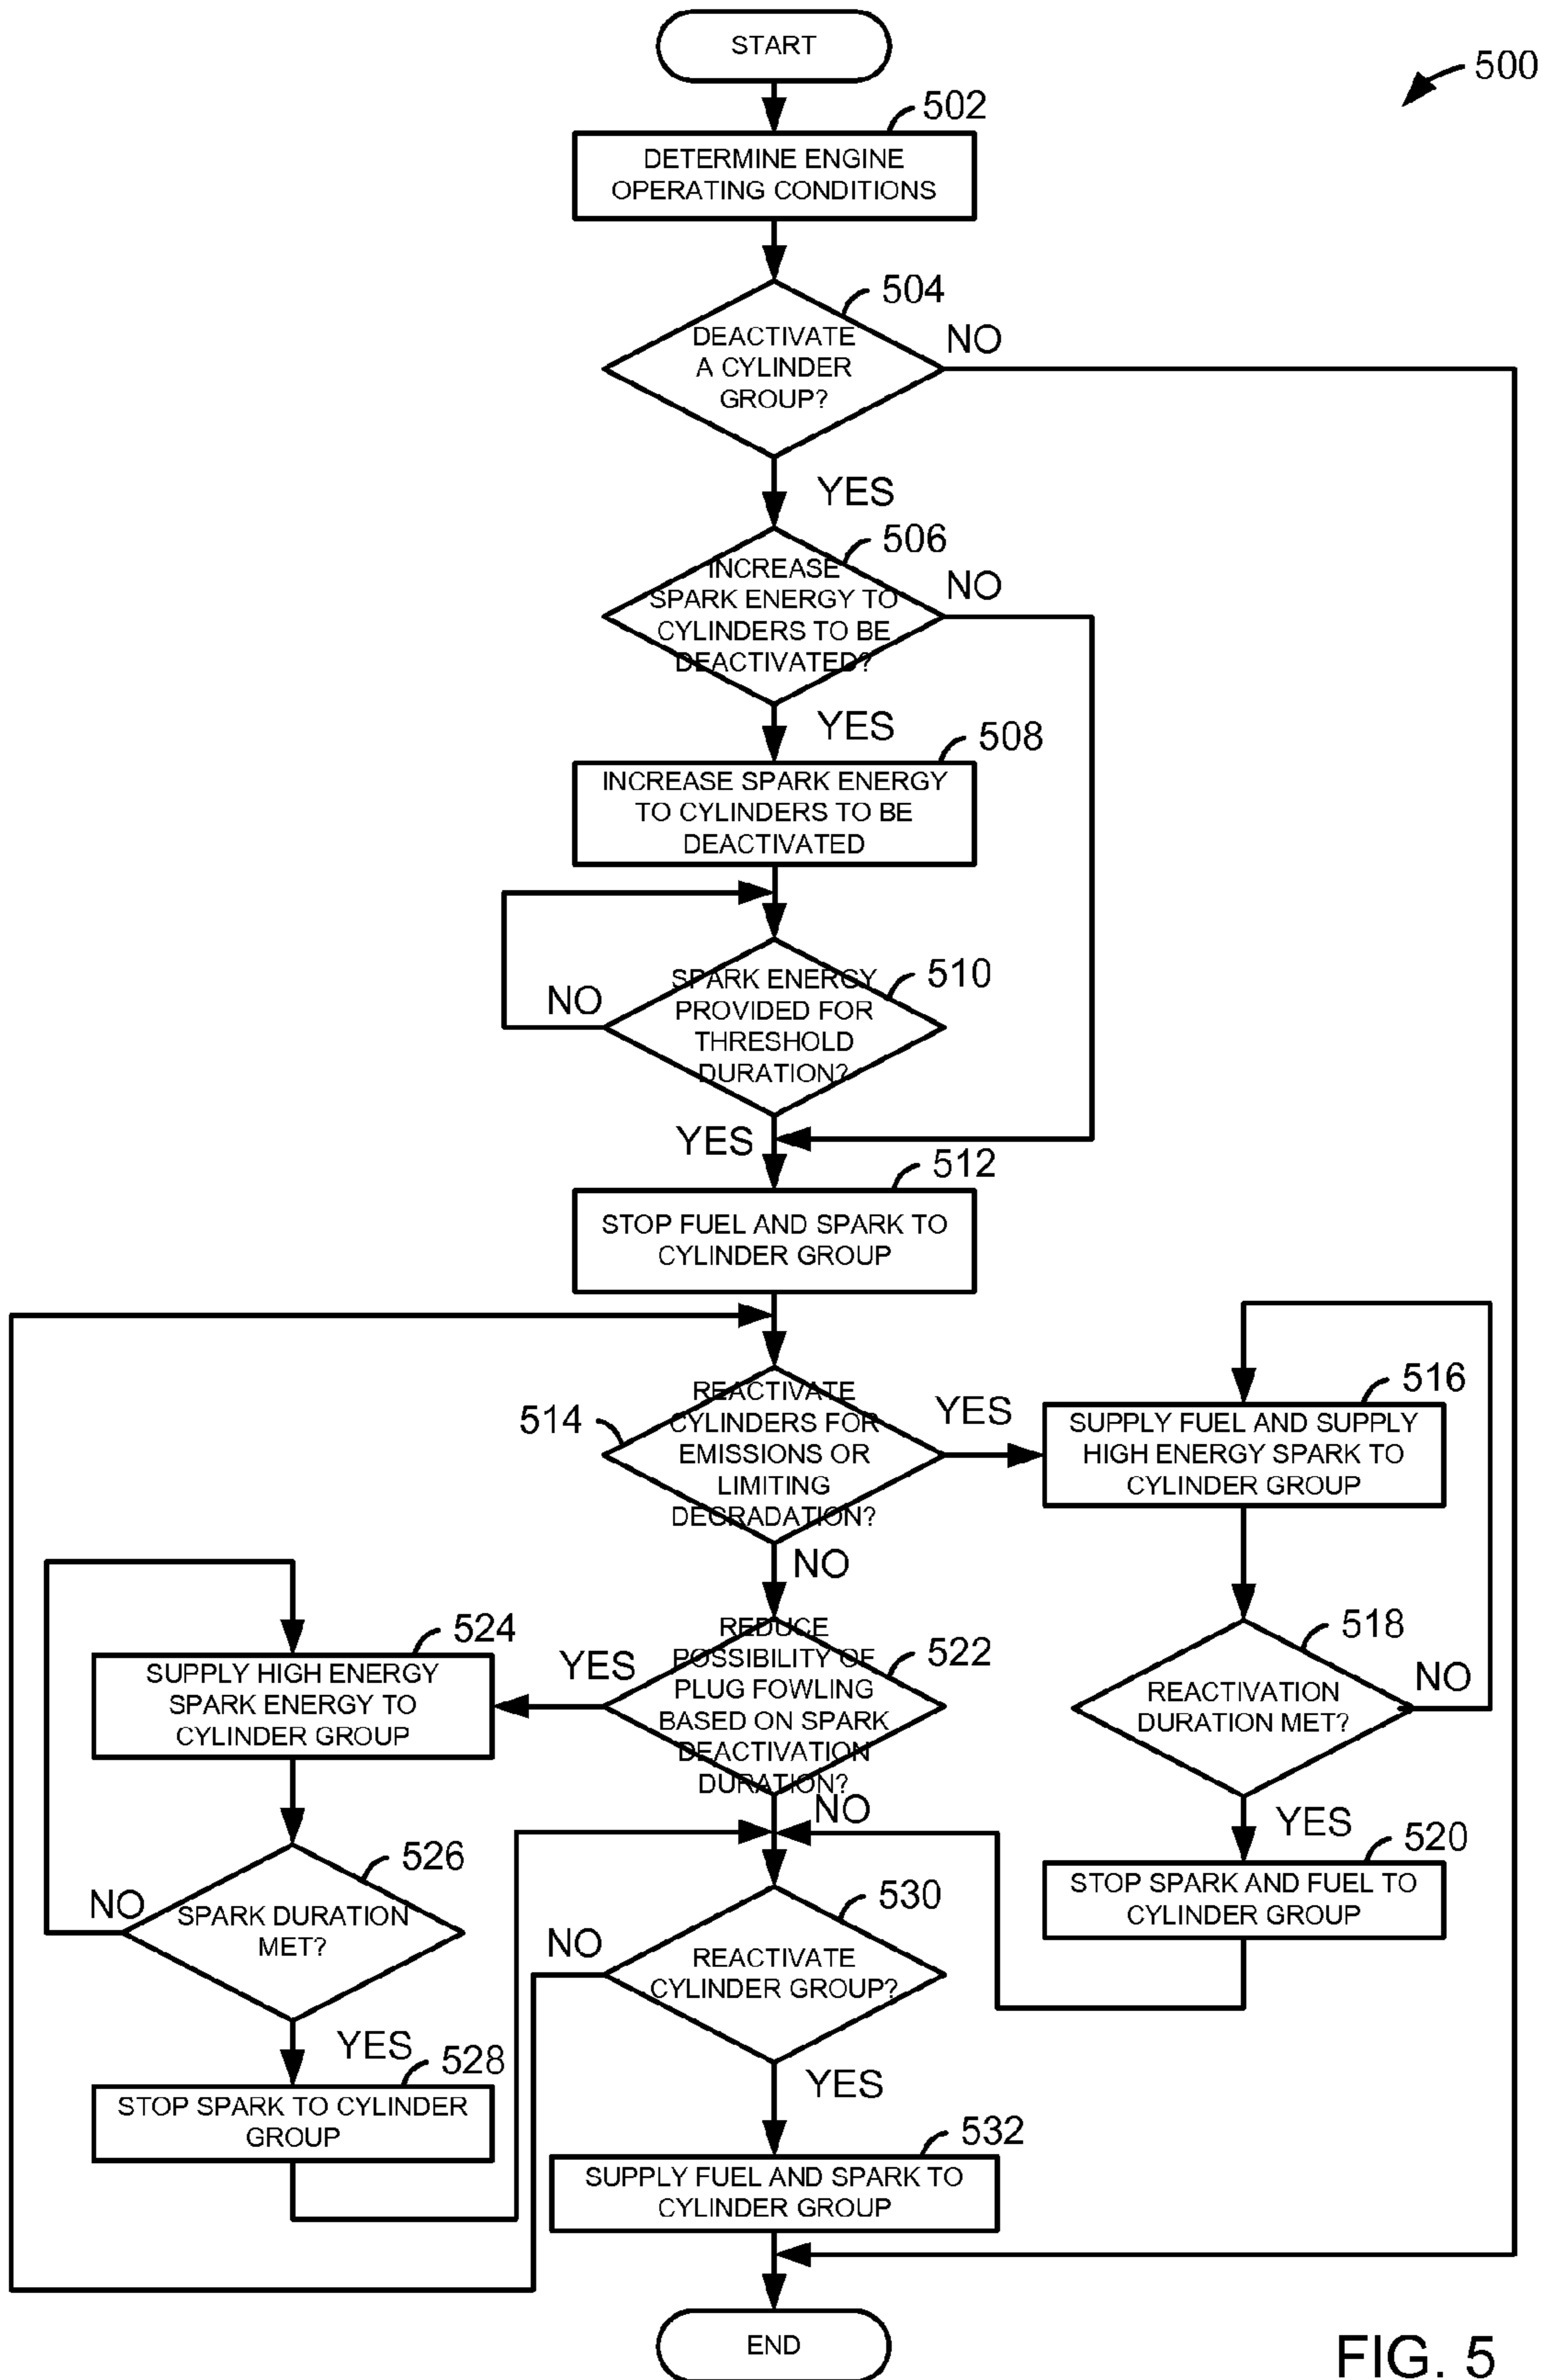 START
500
502
DETERMINE ENGINE
OPERATING CONDITIONS
504
DEACTIVATE
A CYLINDER
GROUP?
NO
YES
506
INCREASE
SPARK ENERGY TO
CYLINDERS TO BE
DEACTIVATED?
NO
YES
508
INCREASE SPARK ENERGY
TO CYLINDERS TO BE
DEACTIVATED
510
SPARK ENERGY
PROVIDED FOR
THRESHOLD
DURATION?
NO
YES
512
STOP FUEL AND SPARK TO
CYLINDER GROUP
514
REACTIVATE
CYLINDERS FOR
EMISSIONS OR
LIMITING
DEGRADATION?
YES
NO
516
SUPPLY FUEL AND SUPPLY
HIGH ENERGY SPARK TO
CYLINDER GROUP
518
REACTIVATION
DURATION MET?
NO
YES
520
STOP SPARK AND FUEL TO
CYLINDER GROUP
522
REDUCE
POSSIBILITY OF
PLUG FOWLING
BASED ON SPARK
DEACTIVATION
DURATION?
YES
NO
524
SUPPLY HIGH ENERGY
SPARK ENERGY TO
CYLINDER GROUP
526
SPARK DURATION
MET?
NO
YES
528
STOP SPARK TO CYLINDER
GROUP
530
REACTIVATE
CYLINDER GROUP?
NO
YES
532
SUPPLY FUEL AND SPARK TO
CYLINDER GROUP
END
FIG. 5